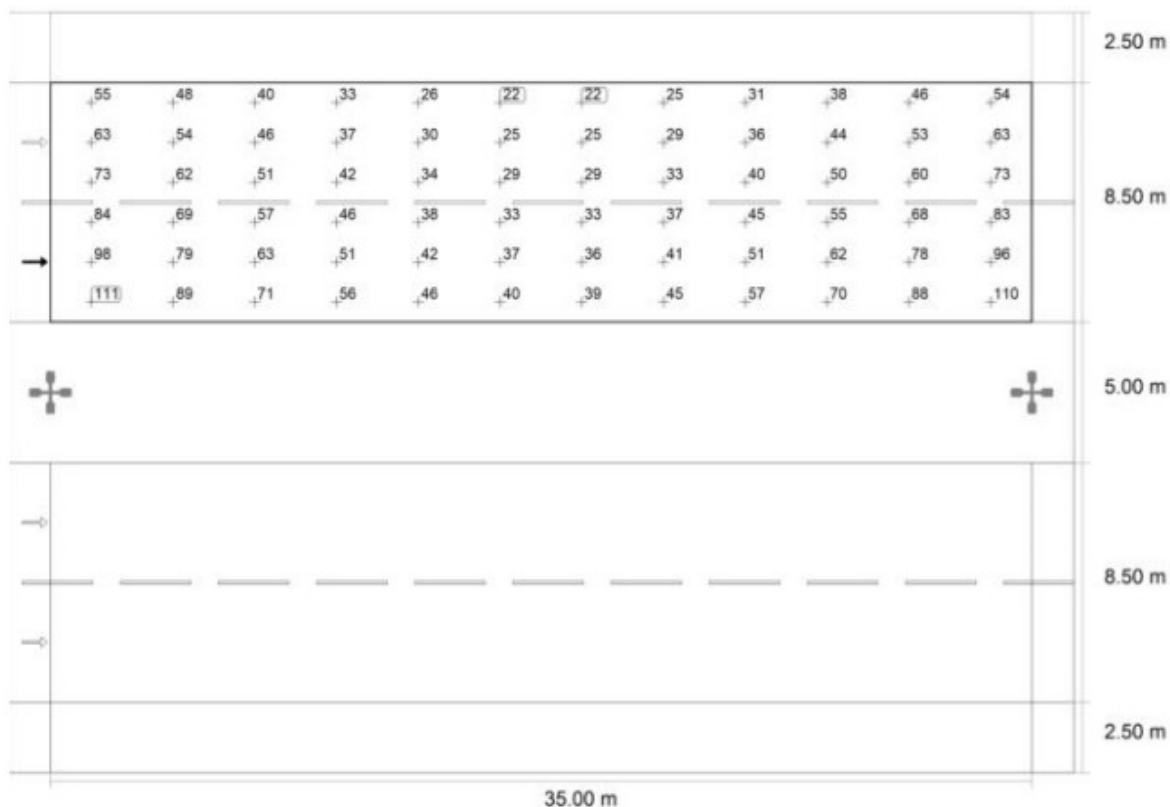 2.50 m
55 48 40 33 26 22 22 25 31 38 46 54
63 54 46 37 30 25 25 29 36 44 53 63
73 62 51 42 34 29 29 33 40 50 60 73
8.50 m
84 69 57 46 38 33 33 37 45 55 68 83
98 79 63 51 42 37 36 41 51 62 78 96
111 89 71 56 46 40 39 45 57 70 88 110
5.00 m
8.50 m
2.50 m
35.00 m